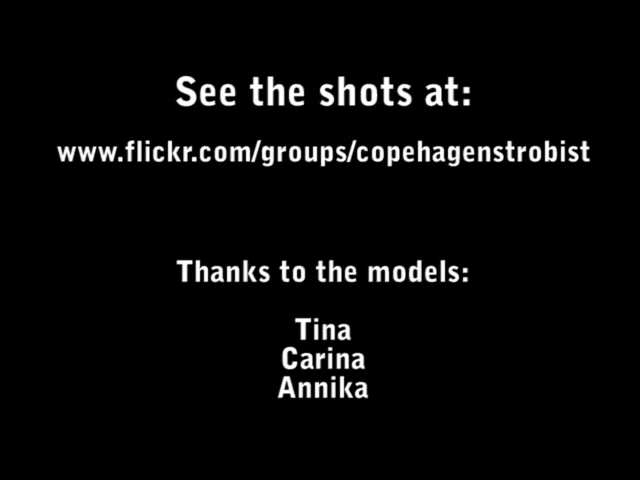 See the shots at:
www.flickr.com/groups/copehagenstrobist
Thanks to the models:
Tina
Carina
Annika